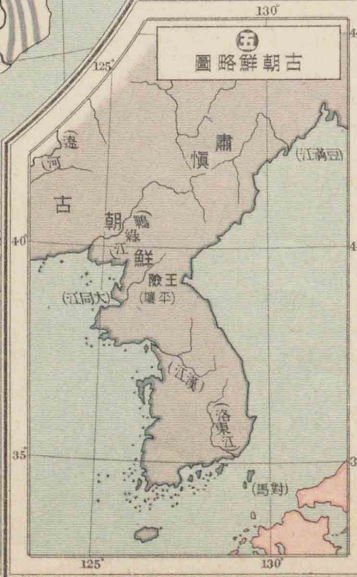 130°
五
古朝鮮略圖
125°
肅愼
(豆滿江)
(遼河)
古朝鮮
(鴨綠江)
40
王險
(平壤)
(大同江)
(漢江)
(洛東江)
35
(對馬)
125°
130°